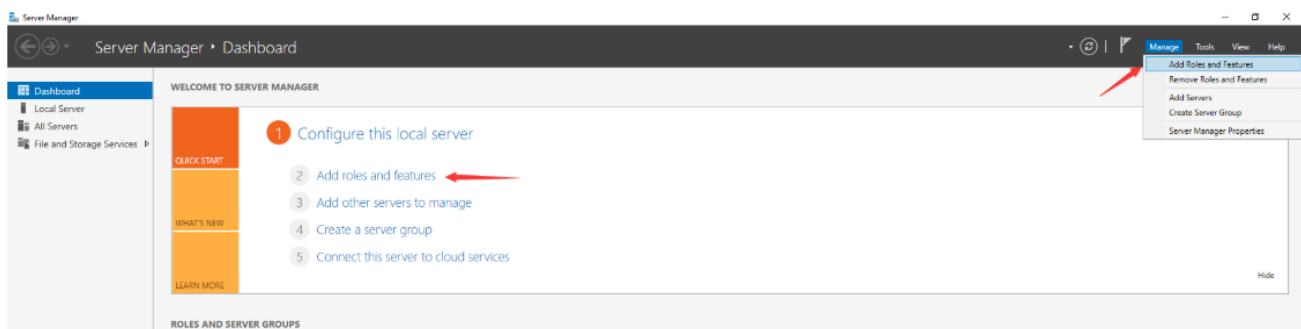 Server Manager
Server Manager • Dashboard
Manage Tools View Help
Add Roles and Features
Remove Roles and Features
Add Servers
Create Server Group
Server Manager Properties
Dashboard
Local Server
All Servers
File and Storage Services
WELCOME TO SERVER MANAGER
QUICK START
WHAT'S NEW
LEARN MORE
1 Configure this local server
2 Add roles and features
3 Add other servers to manage
4 Create a server group
5 Connect this server to cloud services
Hide
ROLES AND SERVER GROUPS